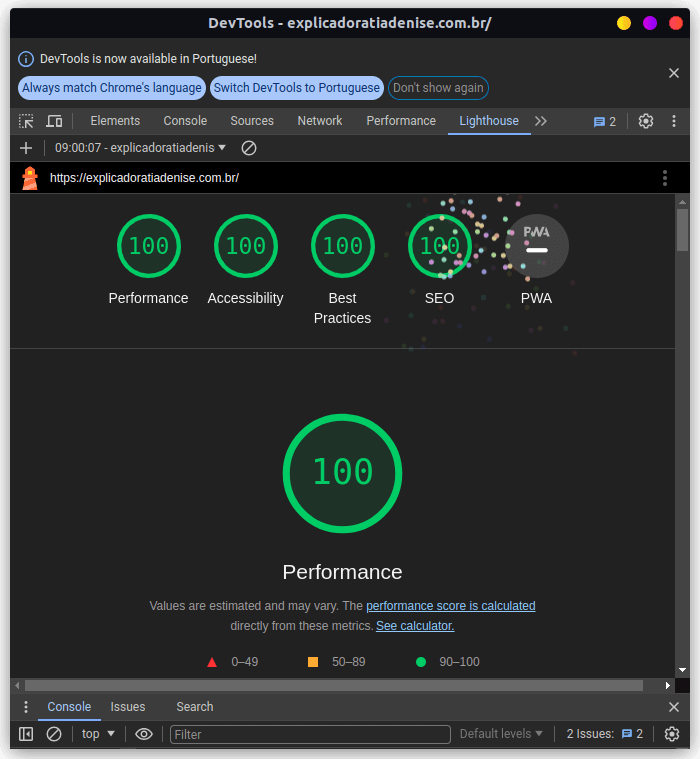 DevTools - explicadoratiadenise.com.br/
DevTools is now available in Portuguese!
Always match Chrome's language Switch DevTools to Portuguese Don't show again
Elements Console Sources Network Performance Lighthouse 2
09:00:07 - explicadoratiadenis
https://explicadoratiadenise.com.br/
100 100 100 100 PWA
Performance Accessibility Best Practices SEO PWA
100
Performance
Values are estimated and may vary. The performance score is calculated
directly from these metrics. See calculator.
0–49 50–89 90–100
Console Issues Search
top Filter Default levels 2 Issues: 2